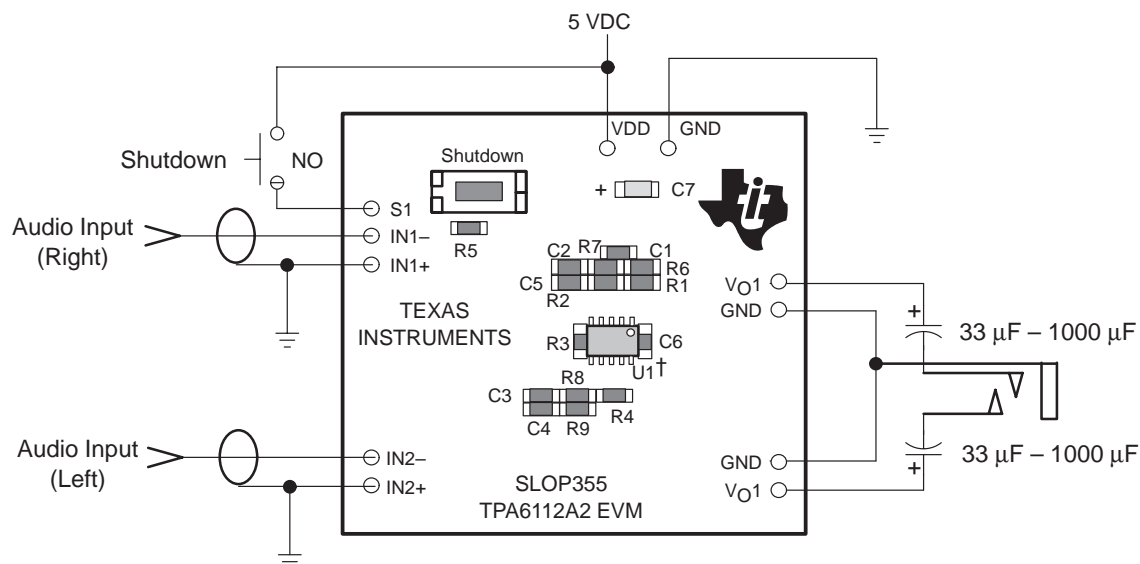 5 VDC
VDD GND
Shutdown NO
Shutdown
+ C7
S1
Audio Input
(Right)
IN1–
IN1+
R5
C2 R7 C1
R6
C5 R1
R2
VO1
GND
+
33 μF – 1000 μF
TEXAS
INSTRUMENTS
R3 C6
U1†
R8
C3 R4
C4 R9
Audio Input
(Left)
IN2–
IN2+
GND
VO1
+
33 μF – 1000 μF
SLOP355
TPA6112A2 EVM